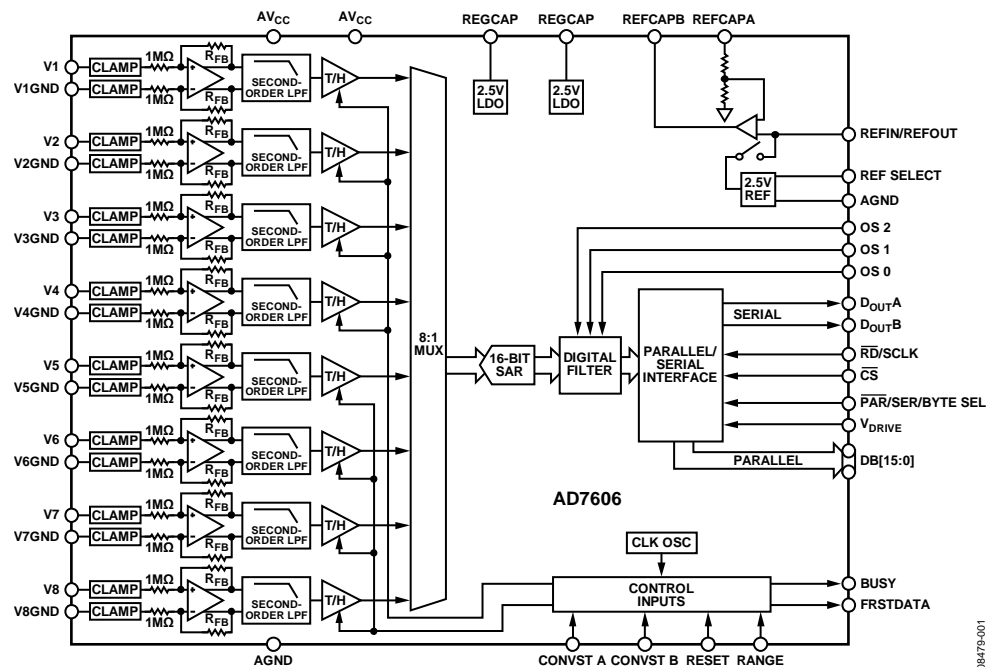 AVCC AVCC REGCAP REGCAP REFCAPB REFCAPA
V1 CLAMP 1MΩ RFB
V1GND CLAMP 1MΩ RFB
SECOND-
ORDER LPF
T/H
V2 CLAMP 1MΩ RFB
V2GND CLAMP 1MΩ RFB
SECOND-
ORDER LPF
T/H
V3 CLAMP 1MΩ RFB
V3GND CLAMP 1MΩ RFB
SECOND-
ORDER LPF
T/H
V4 CLAMP 1MΩ RFB
V4GND CLAMP 1MΩ RFB
SECOND-
ORDER LPF
T/H
V5 CLAMP 1MΩ RFB
V5GND CLAMP 1MΩ RFB
SECOND-
ORDER LPF
T/H
V6 CLAMP 1MΩ RFB
V6GND CLAMP 1MΩ RFB
SECOND-
ORDER LPF
T/H
V7 CLAMP 1MΩ RFB
V7GND CLAMP 1MΩ RFB
SECOND-
ORDER LPF
T/H
V8 CLAMP 1MΩ RFB
V8GND CLAMP 1MΩ RFB
SECOND-
ORDER LPF
T/H
8:1
MUX
2.5V
LDO
2.5V
LDO
REFIN/REFOUT
2.5V
REF
REF SELECT
AGND
OS 2
OS 1
OS 0
16-BIT
SAR
DIGITAL
FILTER
PARALLEL/
SERIAL
INTERFACE
SERIAL
DOUTA
DOUTB
RD/SCLK
CS
PAR/SER/BYTE SEL
VDRIVE
PARALLEL
DB[15:0]
AD7606
CLK OSC
CONTROL
INPUTS
BUSY
FRSTDATA
AGND
CONVST A CONVST B RESET RANGE
08479-001